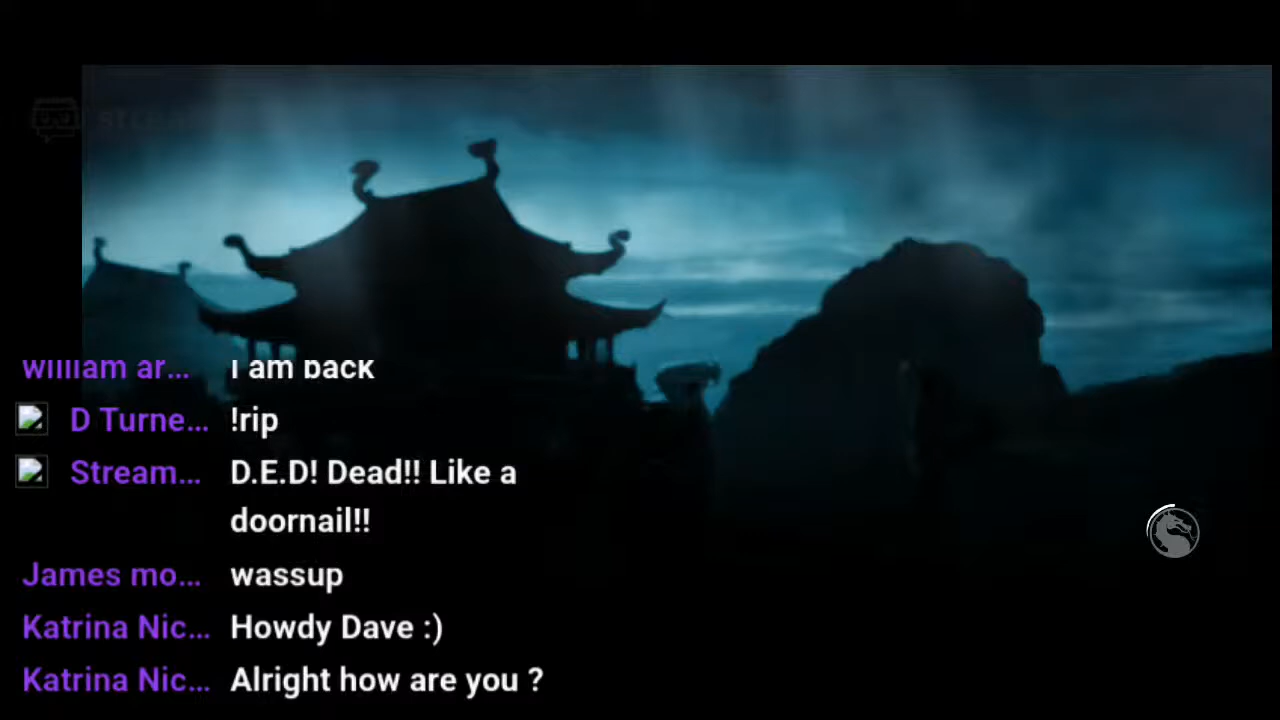 william ar... I am back
D Turne... !rip
Stream... D.E.D! Dead!! Like a
doornail!!
James mo... wassup
Katrina Nic... Howdy Dave :)
Katrina Nic... Alright how are you ?